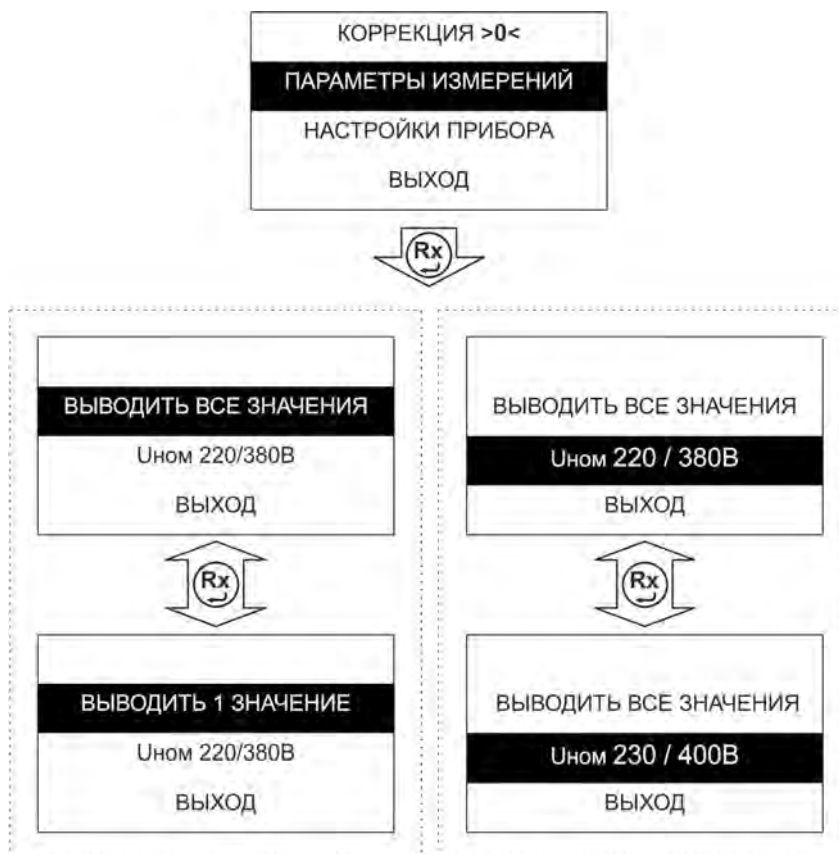 КОРРЕКЦИЯ >0<
ПАРАМЕТРЫ ИЗМЕРЕНИЙ
НАСТРОЙКИ ПРИБОРА
ВЫХОД
Rx
ВЫВОДИТЬ ВСЕ ЗНАЧЕНИЯ
Uном 220/380В
ВЫХОД
Rx
ВЫВОДИТЬ 1 ЗНАЧЕНИЕ
Uном 220/380В
ВЫХОД
ВЫВОДИТЬ ВСЕ ЗНАЧЕНИЯ
Uном 220 / 380В
ВЫХОД
Rx
ВЫВОДИТЬ ВСЕ ЗНАЧЕНИЯ
Uном 230 / 400В
ВЫХОД